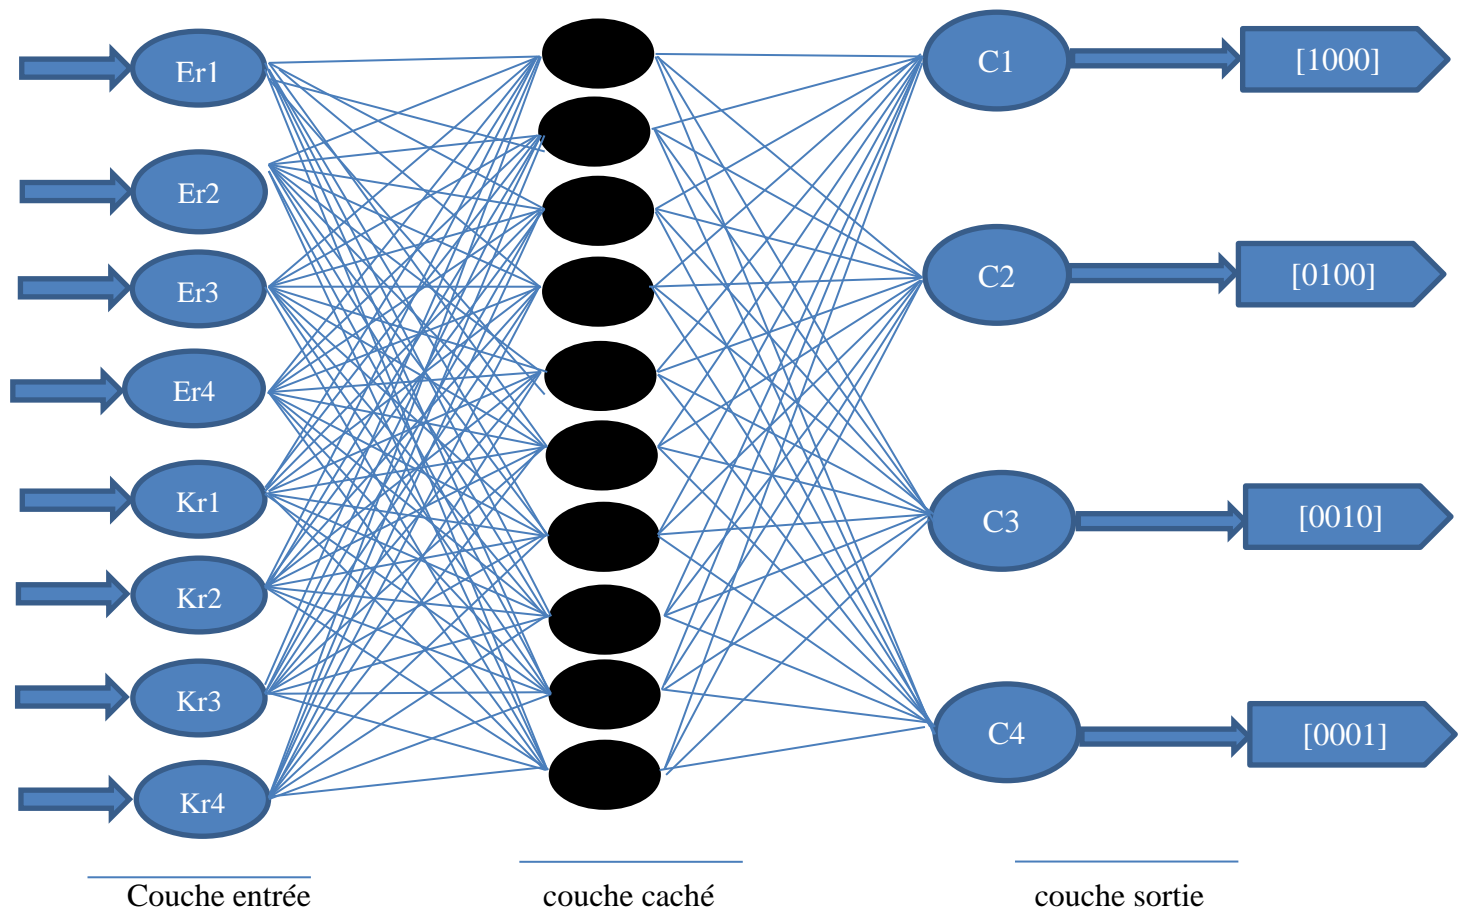 Er1
Er2
Er3
Er4
Kr1
Kr2
Kr3
Kr4
C1
C2
C3
C4
[1000]
[0100]
[0010]
[0001]
Couche entrée
couche caché
couche sortie